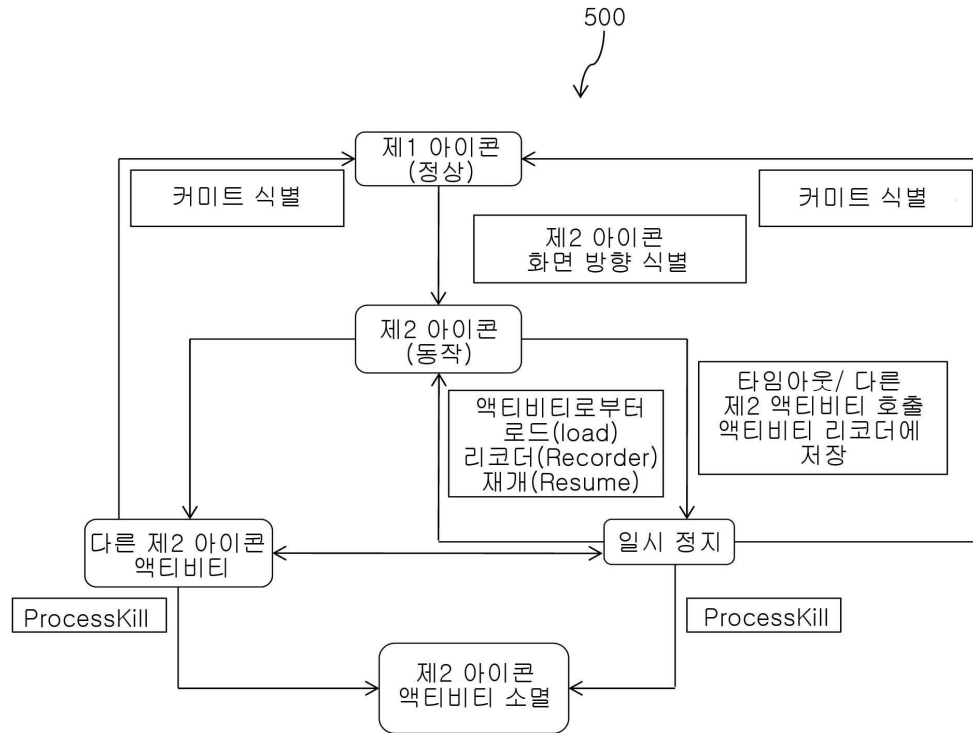 500
제1 아이콘
(정상)
커미트 식별
커미트 식별
제2 아이콘
화면 방향 식별
제2 아이콘
(동작)
액티비티로부터
로드(load)
리코더(Recorder)
재개(Resume)
타임아웃/ 다른
제2 액티비티 호출
액티비티 리코더에
저장
다른 제2 아이콘
액티비티
일시 정지
ProcessKill
ProcessKill
제2 아이콘
액티비티 소멸